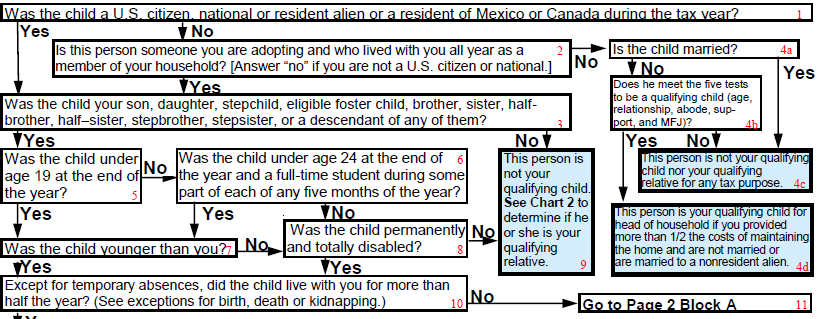 Was the child a U.S. citizen, national or resident alien or a resident of Mexico or Canada during the tax year? 1
Yes
No
Is this person someone you are adopting and who lived with you all year as a 2
member of your household? [Answer “no” if you are not a U.S. citizen or national.]
No
Is the child married? 4a
Yes
No
Yes
Was the child your son, daughter, stepchild, eligible foster child, brother, sister, half-
brother, half–sister, stepbrother, stepsister, or a descendant of any of them? 3
Does he meet the five tests
to be a qualifying child (age,
relationship, abode, sup-
port, and MFJ)? 4b
Yes
No
Yes
No
This person is not your qualifying
child nor your qualifying
relative for any tax purpose. 4c
Was the child under
age 19 at the end of
the year? 5
No
Was the child under age 24 at the end of 6
the year and a full-time student during some
part of each of any five months of the year?
This person is
not your
qualifying child.
See Chart 2 to
determine if he
or she is your
qualifying
relative. 9
This person is your qualifying child for
head of household if you provided
more than 1/2 the costs of maintaining
the home and are not married or
are married to a nonresident alien. 4d
Yes
Yes
No
Was the child younger than you? 7
No
Was the child permanently
and totally disabled? 8
No
Yes
Yes
Except for temporary absences, did the child live with you for more than
half the year? (See exceptions for birth, death or kidnapping.) 10
No
Go to Page 2 Block A 11